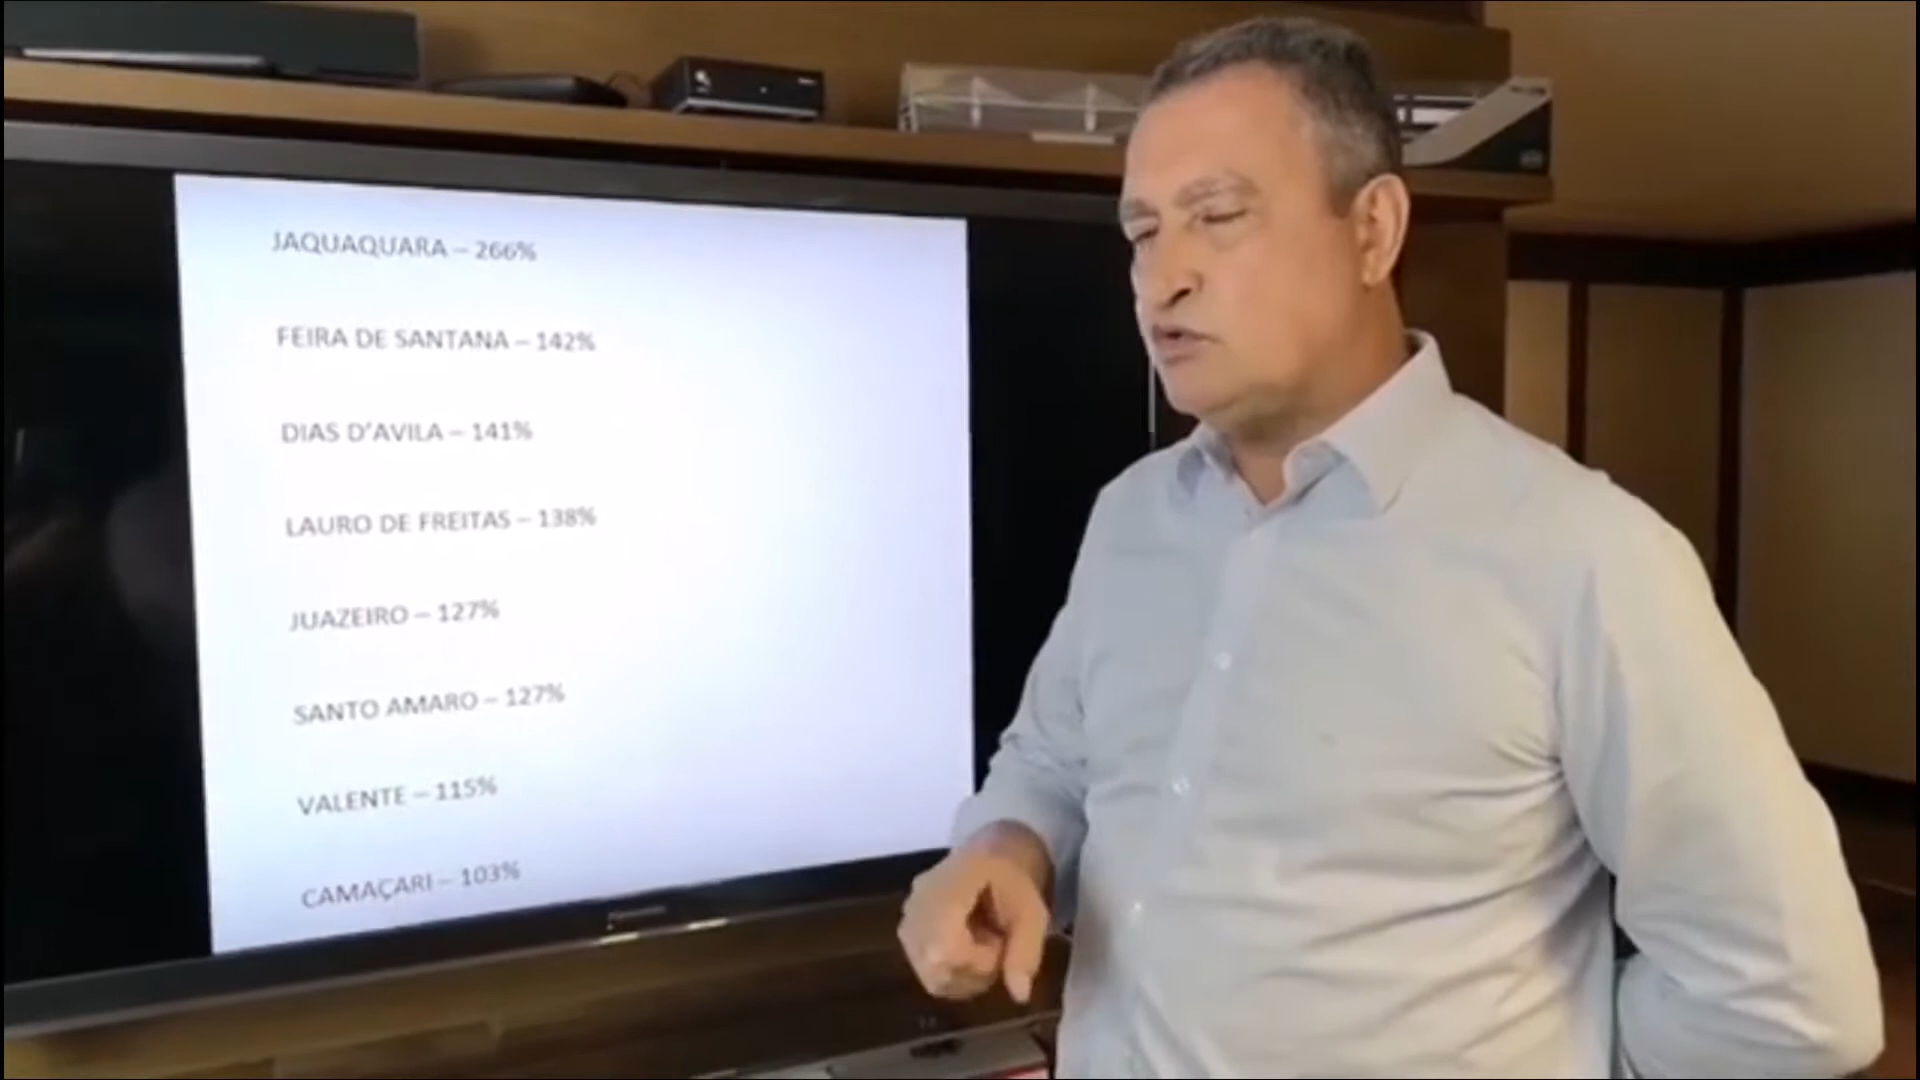 JAQUAQUARA – 266%
FEIRA DE SANTANA – 142%
DIAS D'AVILA – 141%
LAURO DE FREITAS – 138%
JUAZEIRO – 127%
SANTO AMARO – 127%
VALENTE – 115%
CAMAÇARI – 103%